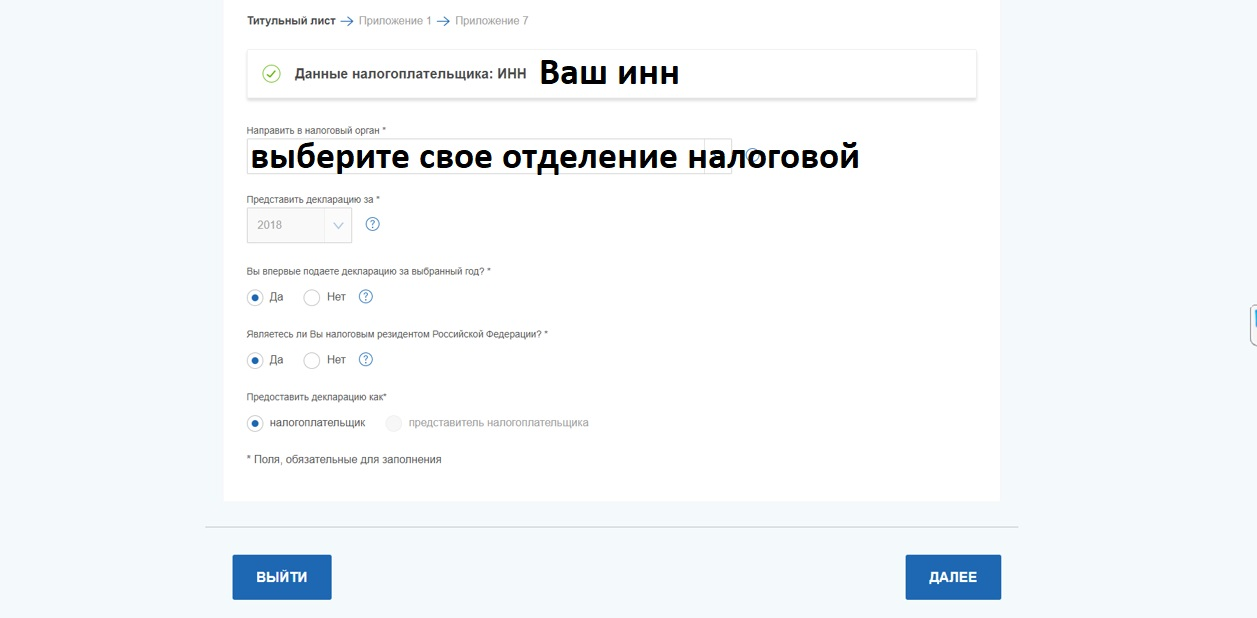 Титульный лист → Приложение 1 → Приложение 7
Данные налогоплательщика: ИНН Ваш инн
Направить в налоговый орган *
выберите свое отделение налоговой
Представить декларацию за *
2018 ?
Вы впервые подаете декларацию за выбранный год? *
Да Нет ?
Являетесь ли Вы налоговым резидентом Российской Федерации? *
Да Нет ?
Предоставить декларацию как*
налогоплательщик представитель налогоплательщика
* Поля, обязательные для заполнения
ВЫЙТИ ДАЛЕЕ